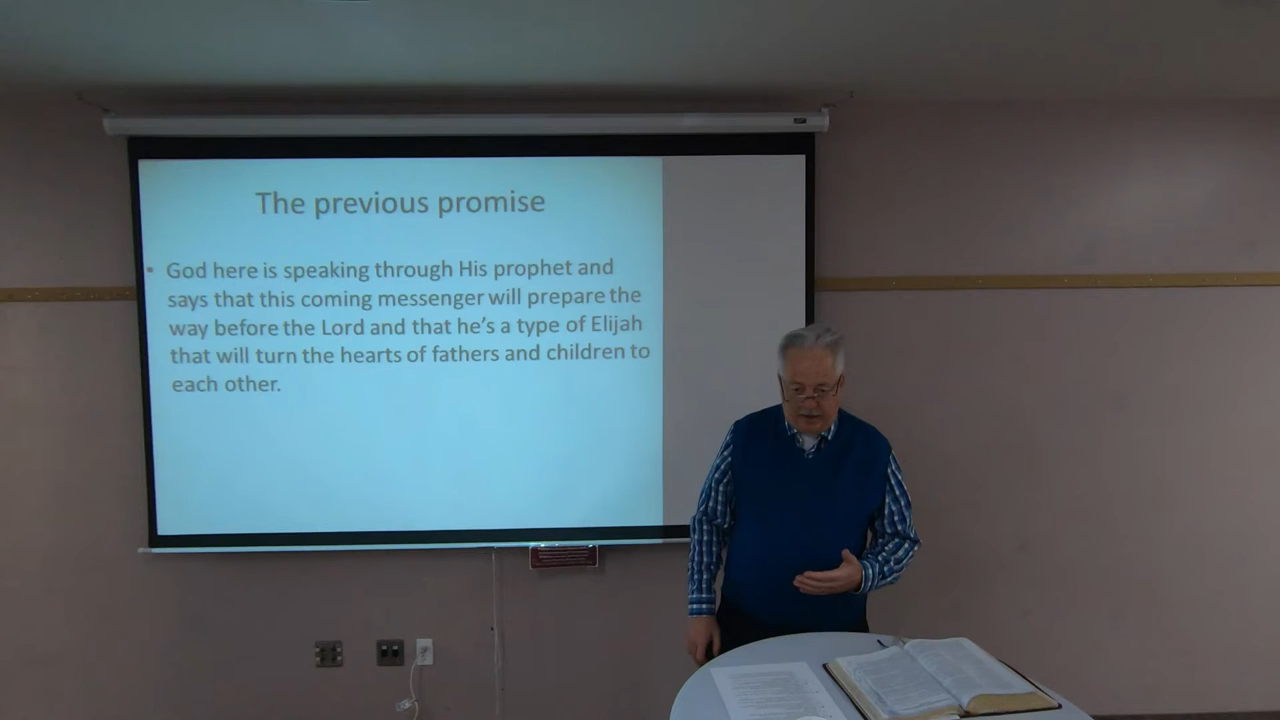 The previous promise
• God here is speaking through His prophet and
says that this coming messenger will prepare the
way before the Lord and that he's a type of Elijah
that will turn the hearts of fathers and children to
each other.